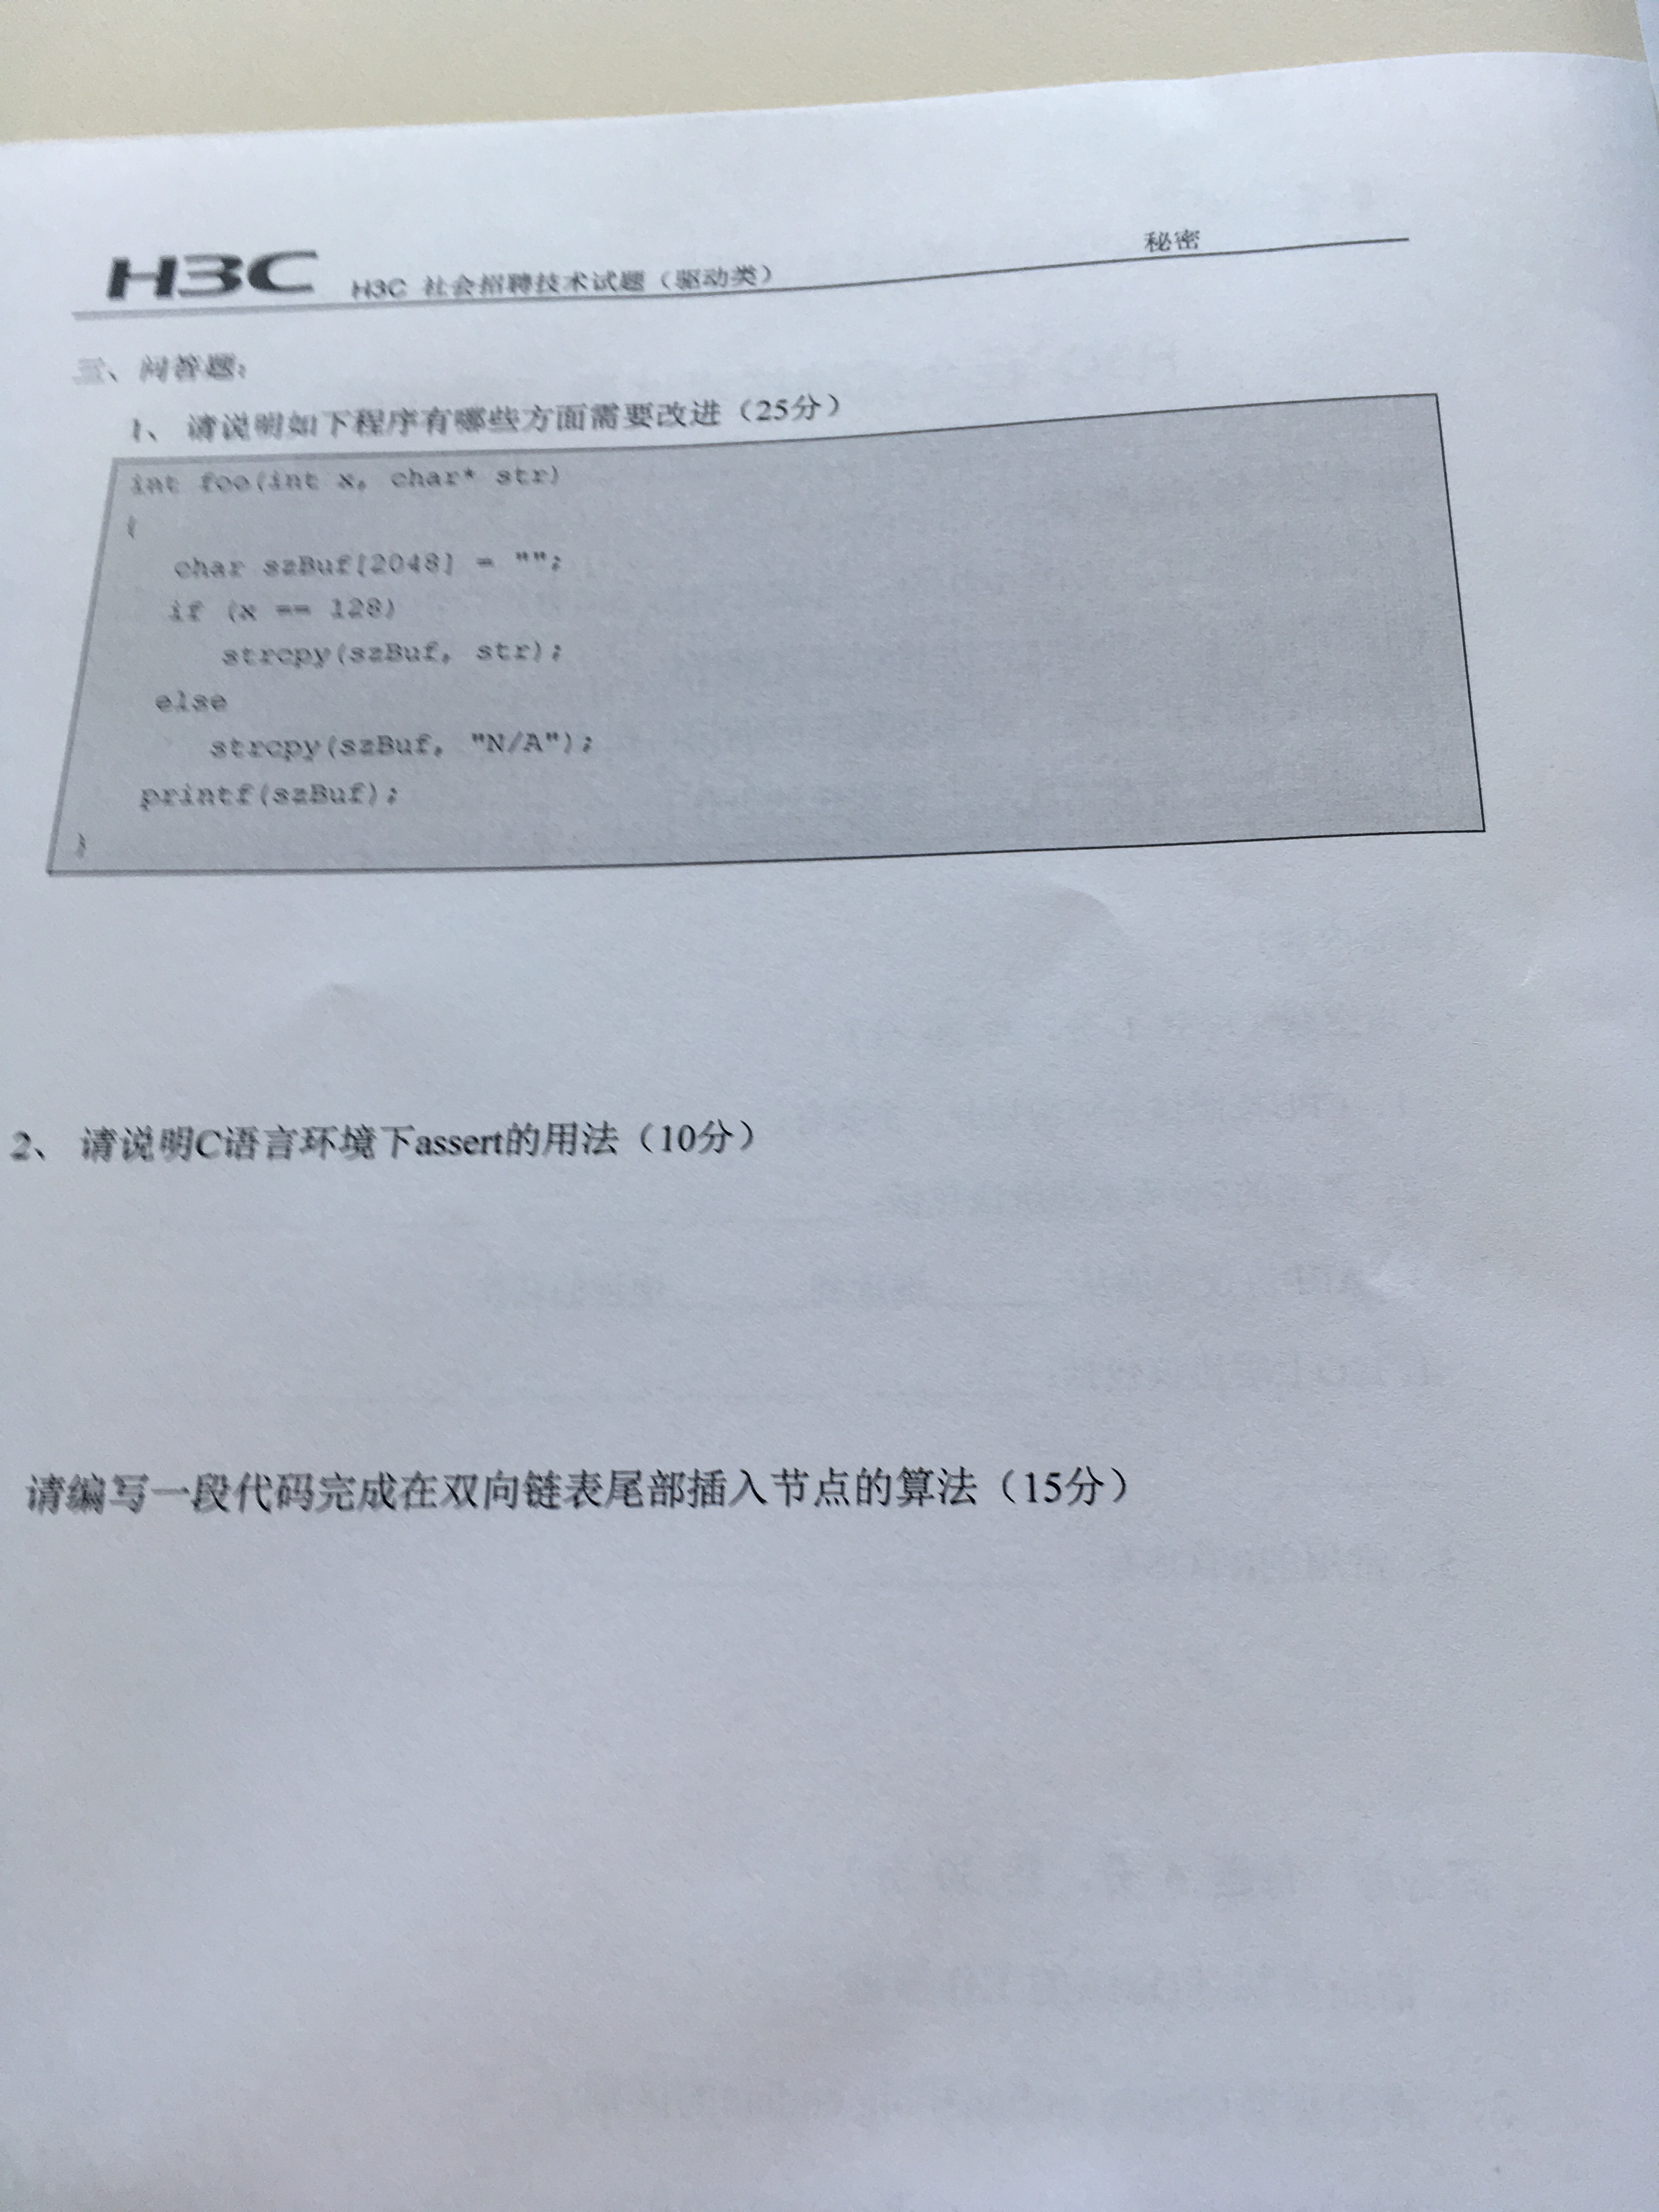 秘密
H3C H3C 社会招聘技术试题（驱动类）
三、问答题：
1、 请说明如下程序有哪些方面需要改进（25分）
int foo(int x, char* str)
{
char szBuf[2048] = "";
if (x == 128)
strcpy(szBuf, str);
else
strcpy(szBuf, "N/A");
printf(szBuf);
}
2、 请说明C语言环境下assert的用法（10分）
请编写一段代码完成在双向链表尾部插入节点的算法（15分）